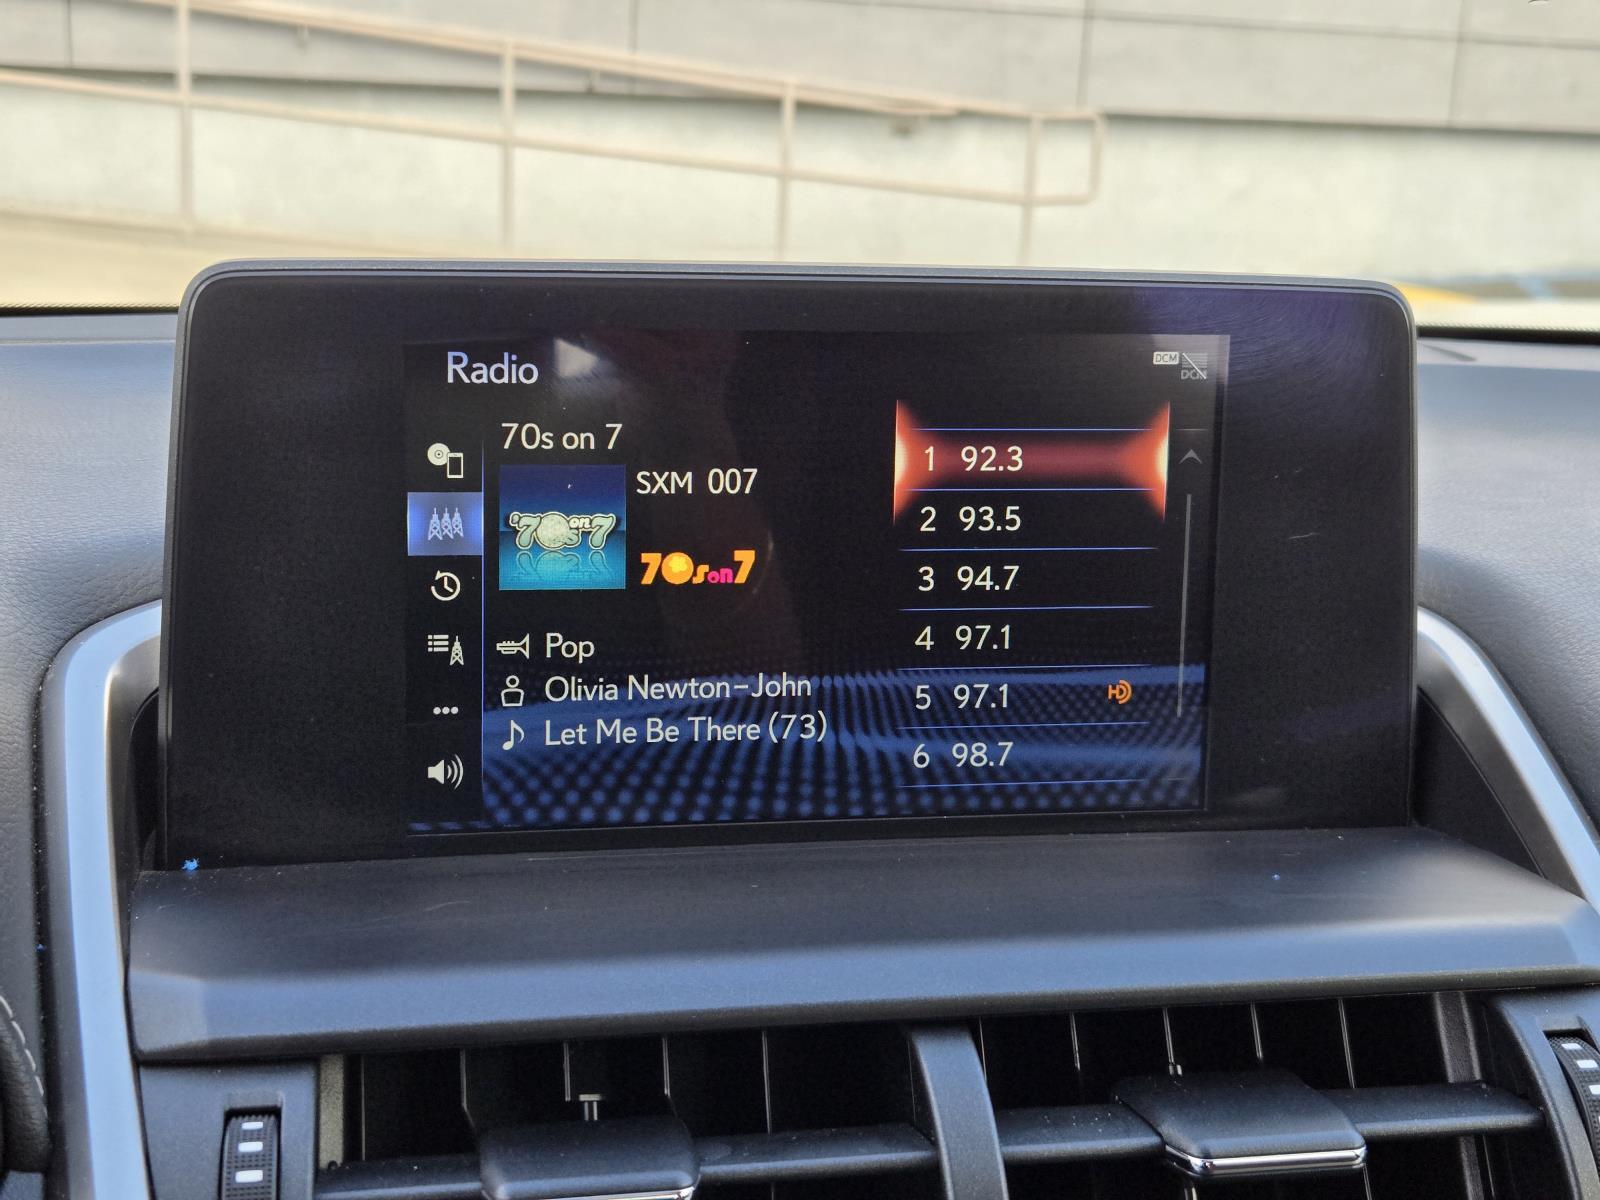 Radio
DCM
DCM
70s on 7
SXM 007
'70s on 7
70s on 7
Pop
Olivia Newton-John
Let Me Be There (73)
1 92.3
2 93.5
3 94.7
4 97.1
5 97.1 HD
6 98.7